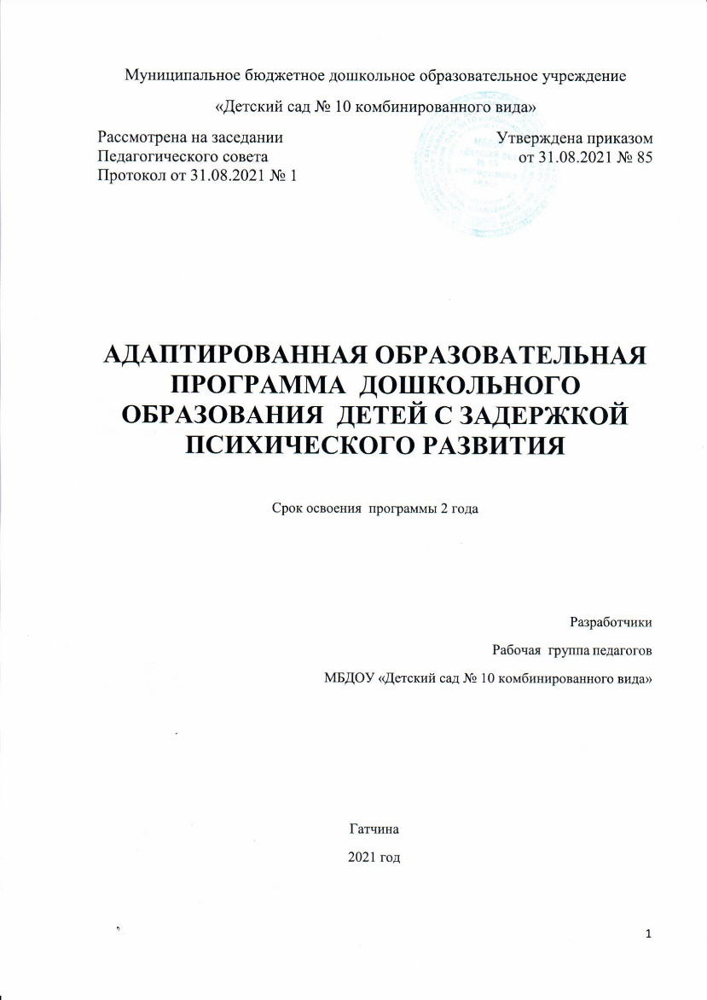 Муниципальное бюджетное дошкольное образовательное учреждение
«Детский сад № 10 комбинированного вида»
Рассмотрена на заседании Утверждена приказом
Педагогического совета от 31.08.2021 № 85
Протокол от 31.08.2021 № 1
АДАПТИРОВАННАЯ ОБРАЗОВАТЕЛЬНАЯ
ПРОГРАММА ДОШКОЛЬНОГО
ОБРАЗОВАНИЯ ДЕТЕЙ С ЗАДЕРЖКОЙ
ПСИХИЧЕСКОГО РАЗВИТИЯ
Срок освоения программы 2 года
Разработчики
Рабочая группа педагогов
МБДОУ «Детский сад № 10 комбинированного вида»
Гатчина
2021 год
1